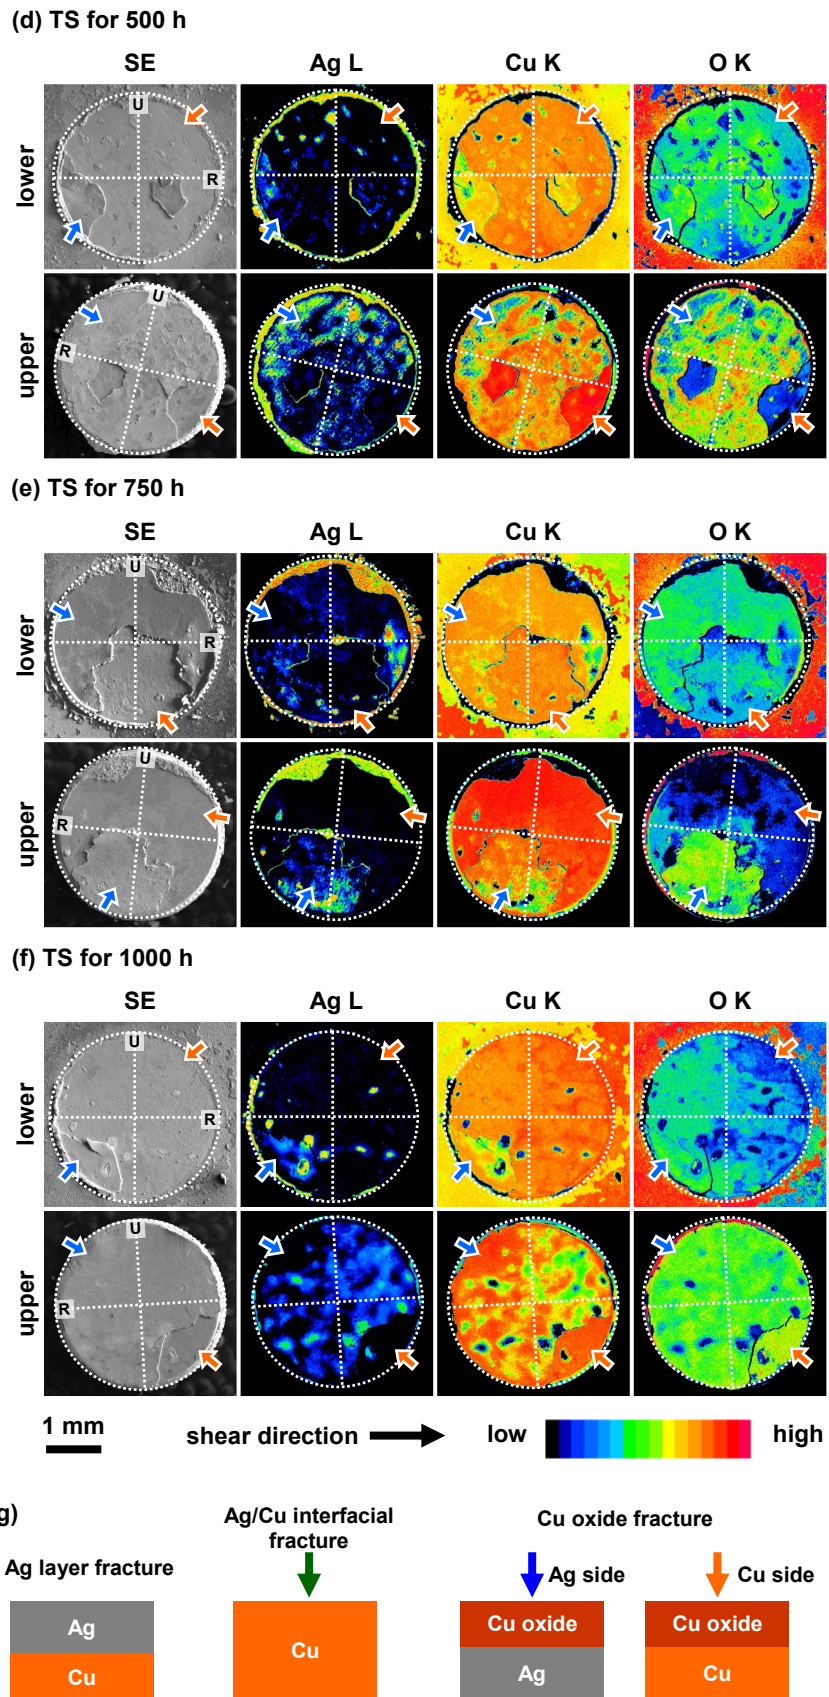 (d) TS for 500 h
SE Ag L Cu K O K
lower
U
R
upper
U
R
(e) TS for 750 h
SE Ag L Cu K O K
lower
U
R
upper
U
R
(f) TS for 1000 h
SE Ag L Cu K O K
lower
U
R
upper
U
R
1 mm shear direction low high
g)
Ag/Cu interfacial
fracture
Cu oxide fracture
Ag layer fracture
Ag side Cu side
Ag
Cu
Cu
Cu oxide
Ag
Cu oxide
Cu